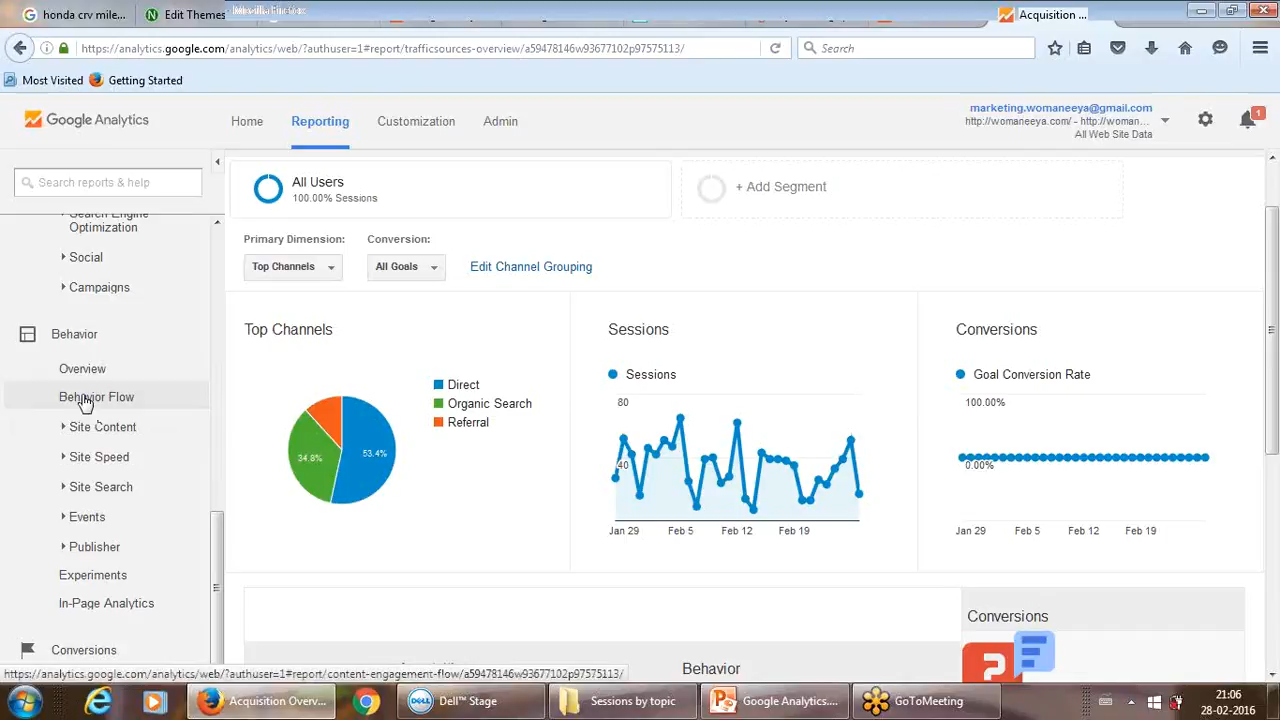 honda crv mile...
Edit Themes
Acquisition ...
https://analytics.google.com/analytics/web/?authuser=1#report/trafficsources-overview/a59478146w93677102p97575113/
Search
Most Visited
Getting Started
Google Analytics
Home
Reporting
Customization
Admin
marketing.womaneeya@gmail.com
http://womaneeya.com/ - http://woman...
All Web Site Data
1
Search reports & help
Search Engine
Optimization
Social
Campaigns
Behavior
Overview
Behavior Flow
Site Content
Site Speed
Site Search
Events
Publisher
Experiments
In-Page Analytics
Conversions
All Users
100.00% Sessions
+ Add Segment
Primary Dimension:
Conversion:
Top Channels
All Goals
Edit Channel Grouping
Top Channels
Direct
Organic Search
Referral
53.4%
34.8%
Sessions
Sessions
80
40
Jan 29
Feb 5
Feb 12
Feb 19
Conversions
Goal Conversion Rate
100.00%
0.00%
Jan 29
Feb 5
Feb 12
Feb 19
Behavior
Conversions
https://analytics.google.com/analytics/web/?authuser=1#report/content-engagement-flow/a59478146w93677102p97575113/
Acquisition Overv...
Dell™ Stage
Sessions by topic
Google Analytics....
GoToMeeting
21:06
28-02-2016